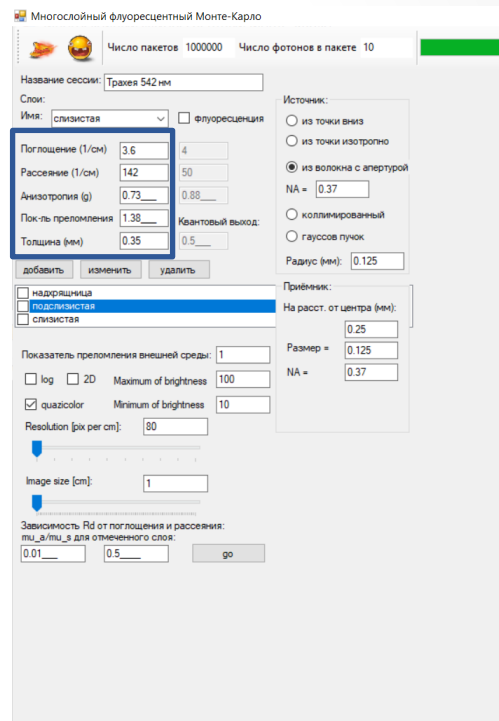 Многослойный флуоресцентный Монте-Карло
Число пакетов 1000000 Число фотонов в пакете 10
Название сессии: Трахея 542 нм
Слои:
Имя: слизистая флуоресценция
Поглощение (1/см) 3.6 4
Рассеяние (1/см) 142 50
Анизотропия (g) 0.73___ 0.88___
Пок-ль преломления 1.38___ Квантовый выход:
Толщина (мм) 0.35 0.5___
добавить изменить удалить
надхрящница
подслизистая
слизистая
Источник:
из точки вниз
из точки изотропно
из волокна с апертурой
NA = 0.37
коллимированный
гауссов пучок
Радиус (мм): 0.125
Приёмник:
На расст. от центра (мм):
0.25
Размер = 0.125
NA = 0.37
Показатель преломления внешней среды: 1
log 2D Maximum of brightness 100
quazicolor Minimum of brightness 10
Resolution [pix per cm]: 80
Image size [cm]: 1
Зависимость Rd от поглощения и рассеяния:
mu_a/mu_s для отмеченного слоя:
0.01___ 0.5___ go